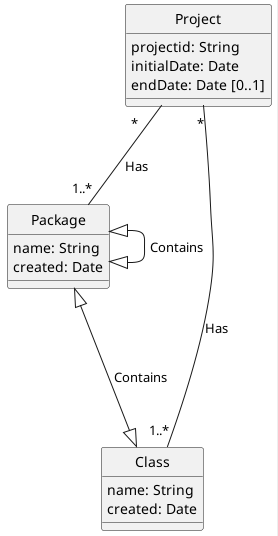 Project
projectid: String
initialDate: Date
endDate: Date [0..1]
*
*
Has
1..*
Package
name: String
created: Date
Contains
Has
Contains
1..*
Class
name: String
created: Date